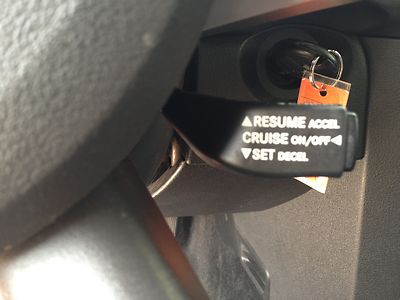 ▲RESUME ACCEL
CRUISE ON/OFF◀
▼SET DECEL